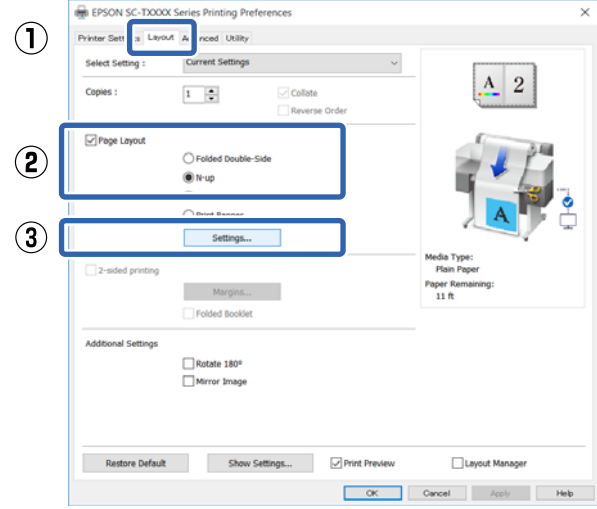 EPSON SC-TXXXX Series Printing Preferences
1
Layout
Utility
Select Setting :
Current Settings
Copies :
1
Collate
Reverse Order
A 2
2
Page Layout
Folded Double-Side
N-up
A
3
Settings...
Media Type:
Plain Paper
Paper Remaining:
11 ft
2-sided printing
Margins...
Folded Booklet
Additional Settings
Rotate 180°
Mirror Image
Restore Default
Show Settings...
Print Preview
Layout Manager
OK
Cancel
Apply
Help